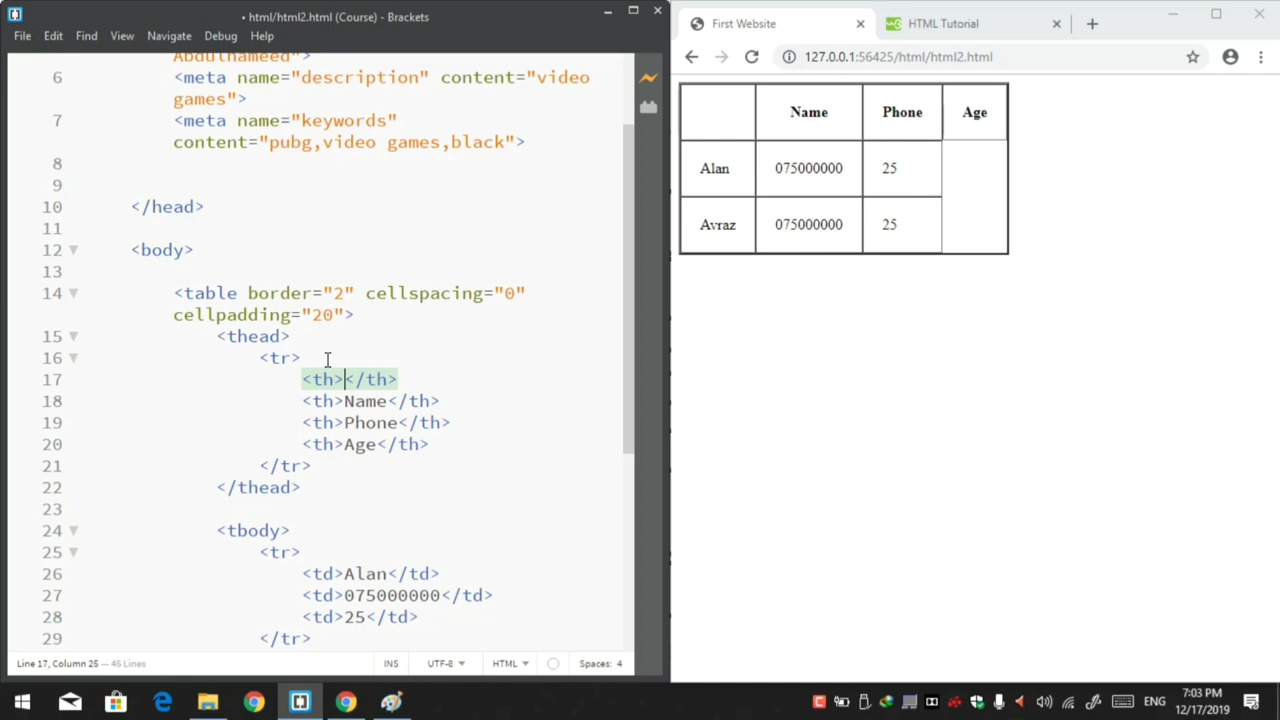 • html/html2.html (Course) - Brackets
File Edit Find View Navigate Debug Help
Abdulhameed">
6 <meta name="description" content="video
games">
7 <meta name="keywords"
content="pubg,video games,black">
8
9
10 </head>
11
12 <body>
13
14 <table border="2" cellspacing="0"
cellpadding="20">
15 <thead>
16 <tr>
17 <th></th>
18 <th>Name</th>
19 <th>Phone</th>
20 <th>Age</th>
21 </tr>
22 </thead>
23
24 <tbody>
25 <tr>
26 <td>Alan</td>
27 <td>075000000</td>
28 <td>25</td>
29 </tr>
Line 17, Column 25 — 45 Lines
INS UTF-8 HTML Spaces: 4
First Website HTML Tutorial
127.0.0.1:56425/html/html2.html
Name Phone Age
Alan 075000000 25
Avraz 075000000 25
ENG
7:03 PM
12/17/2019